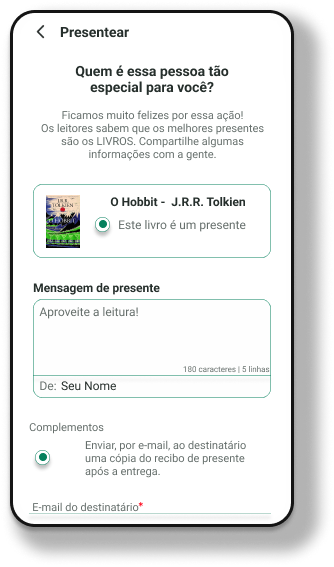 Presentear
Quem é essa pessoa tão
especial para você?
Ficamos muito felizes por essa ação!
Os leitores sabem que os melhores presentes
são os LIVROS. Compartilhe algumas
informações com a gente.
J.R.R.
TOLKIEN
O HOBBIT
O Hobbit - J.R.R. Tolkien
Este livro é um presente
Mensagem de presente
Aproveite a leitura!
180 caracteres | 5 linhas
De: Seu Nome
Complementos
Enviar, por e-mail, ao destinatário
uma cópia do recibo de presente
após a entrega.
E-mail do destinatário*